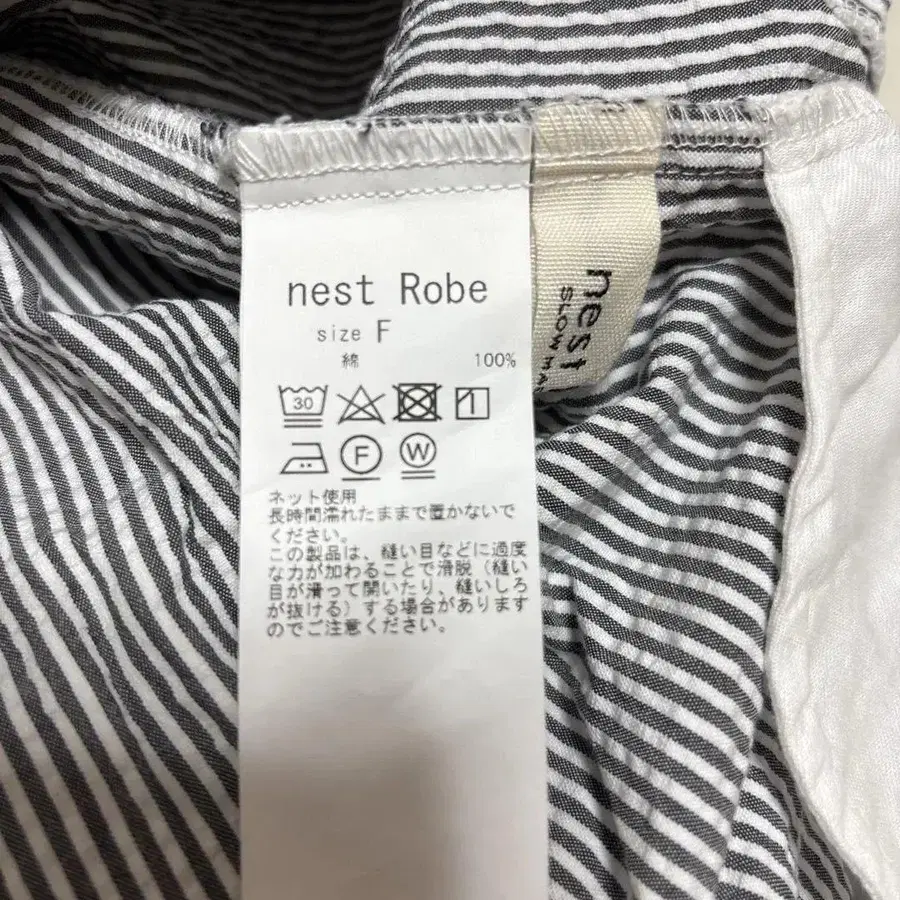 nest Robe
size F
綿 100%
30
F W
ネット使用
長時間濡れたままで置かないで
ください。
この製品は、縫い目などに過度
な力が加わることで滑脱（縫い
目が滑って開いたり、縫いしろ
が抜ける）する場合があります
のでご注意ください。
nest
SLOW MA